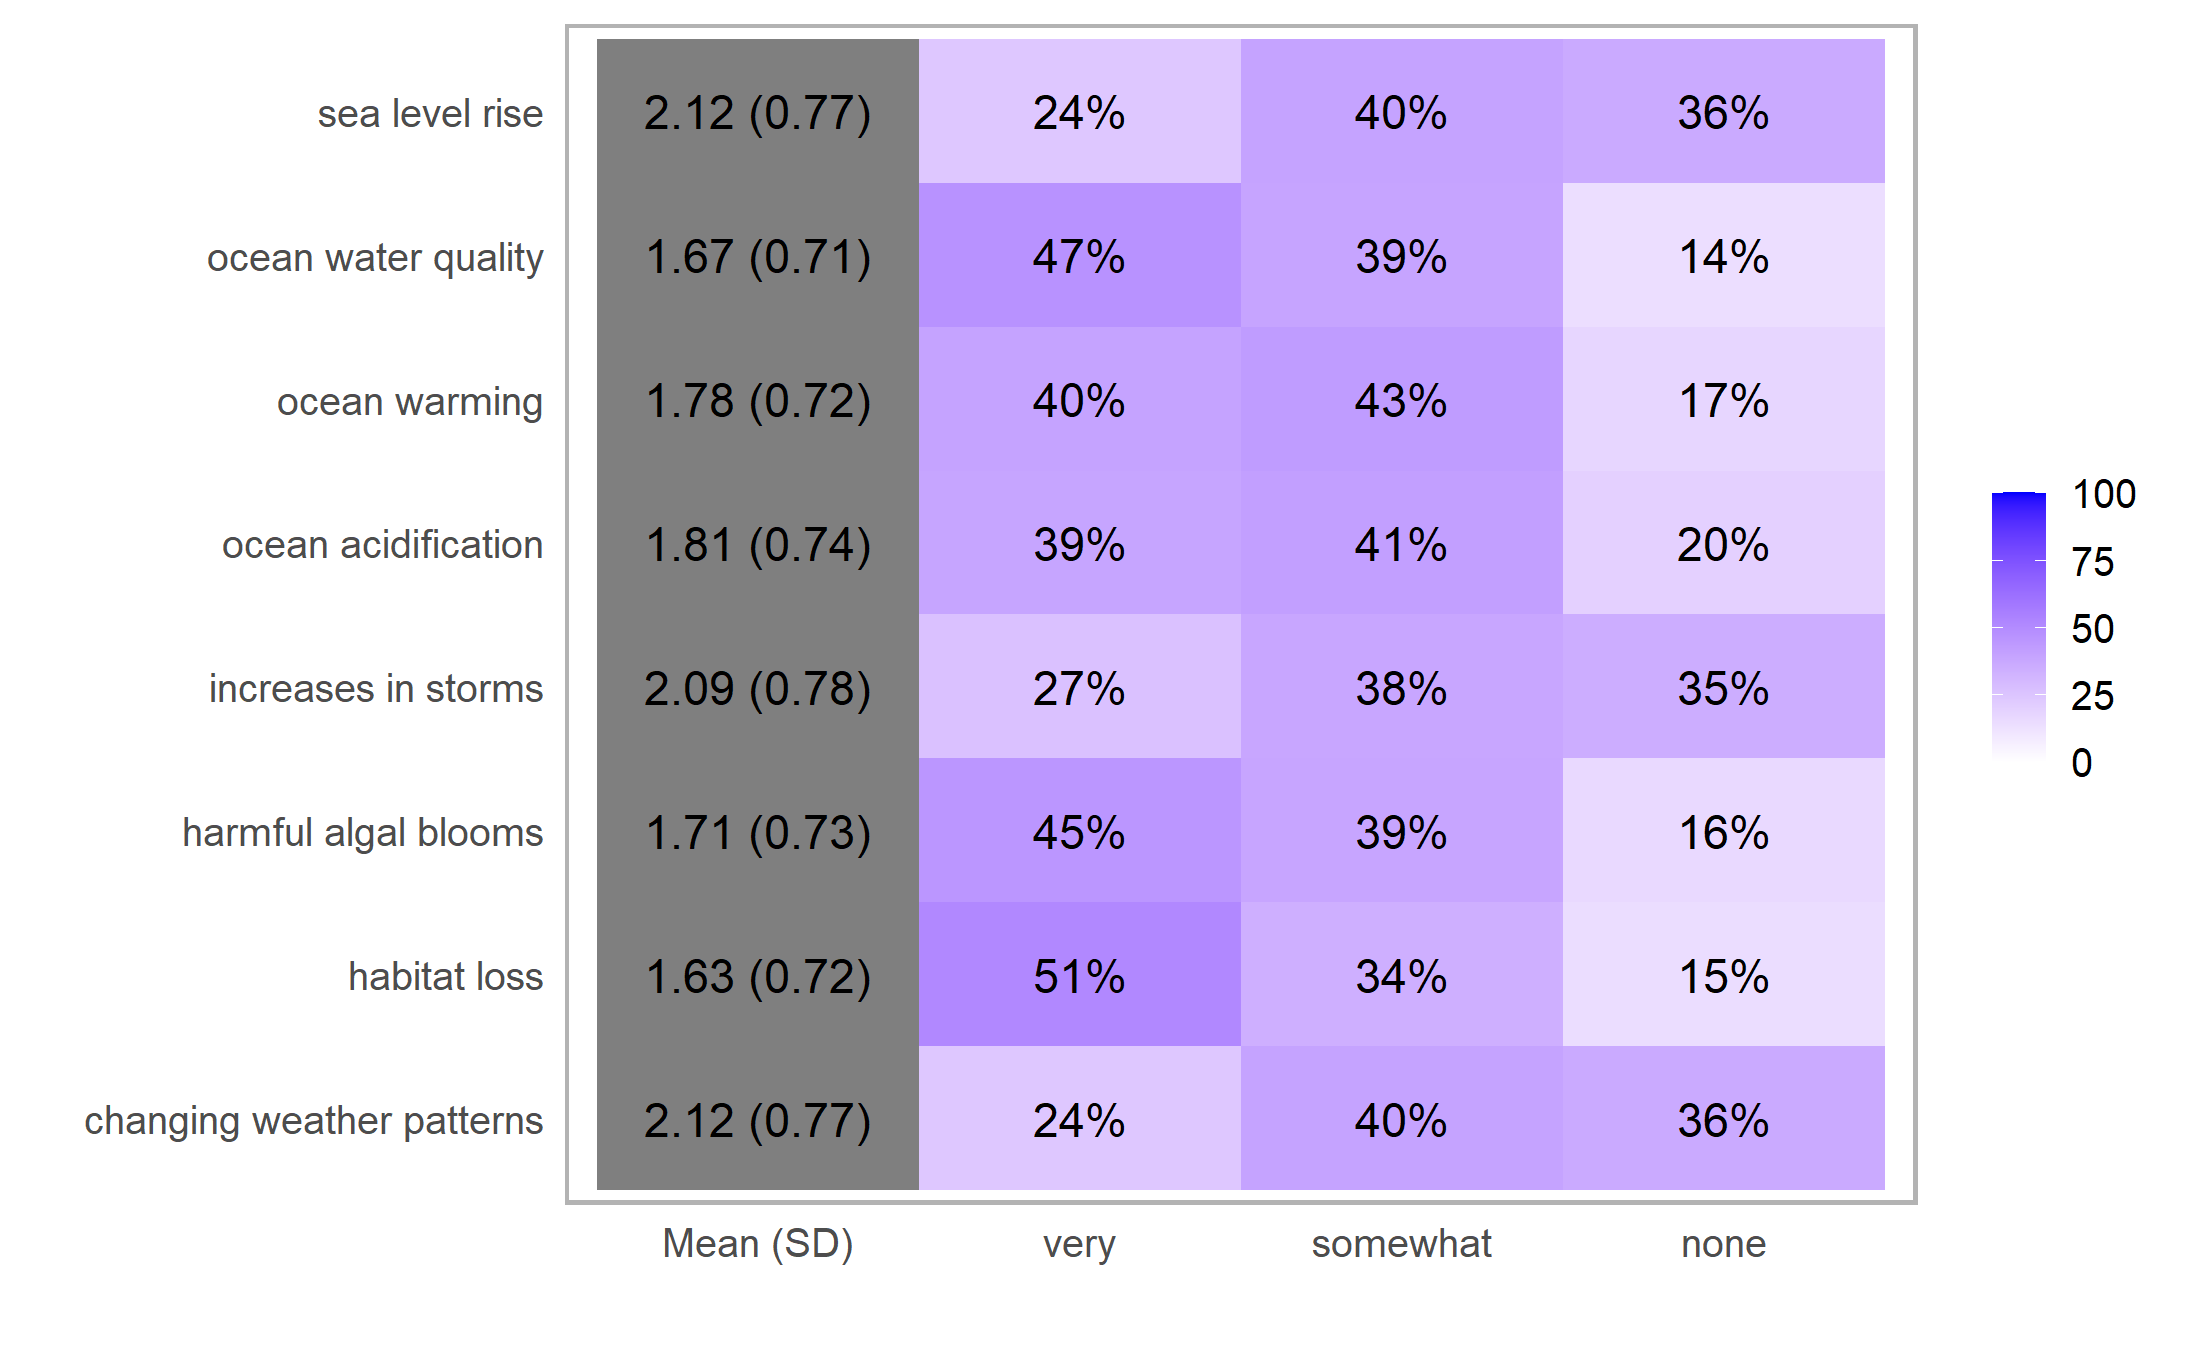 sea level rise 2.12 (0.77) 24% 40% 36%
ocean water quality 1.67 (0.71) 47% 39% 14%
ocean warming 1.78 (0.72) 40% 43% 17%
ocean acidification 1.81 (0.74) 39% 41% 20%
increases in storms 2.09 (0.78) 27% 38% 35%
harmful algal blooms 1.71 (0.73) 45% 39% 16%
habitat loss 1.63 (0.72) 51% 34% 15%
changing weather patterns 2.12 (0.77) 24% 40% 36%
Mean (SD) very somewhat none
100
75
50
25
0